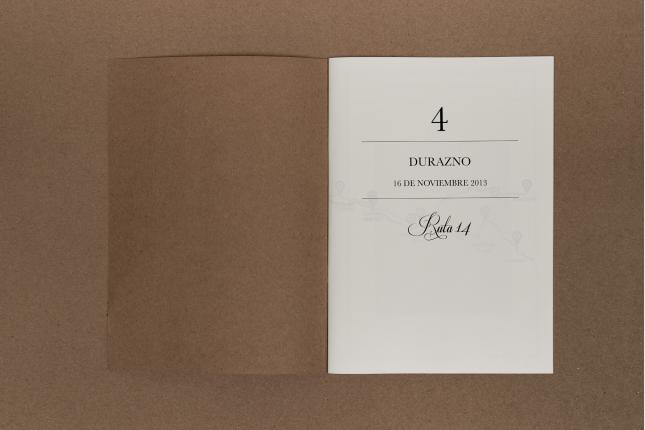 4
DURAZNO
16 DE NOVIEMBRE 2013
Ruta 14